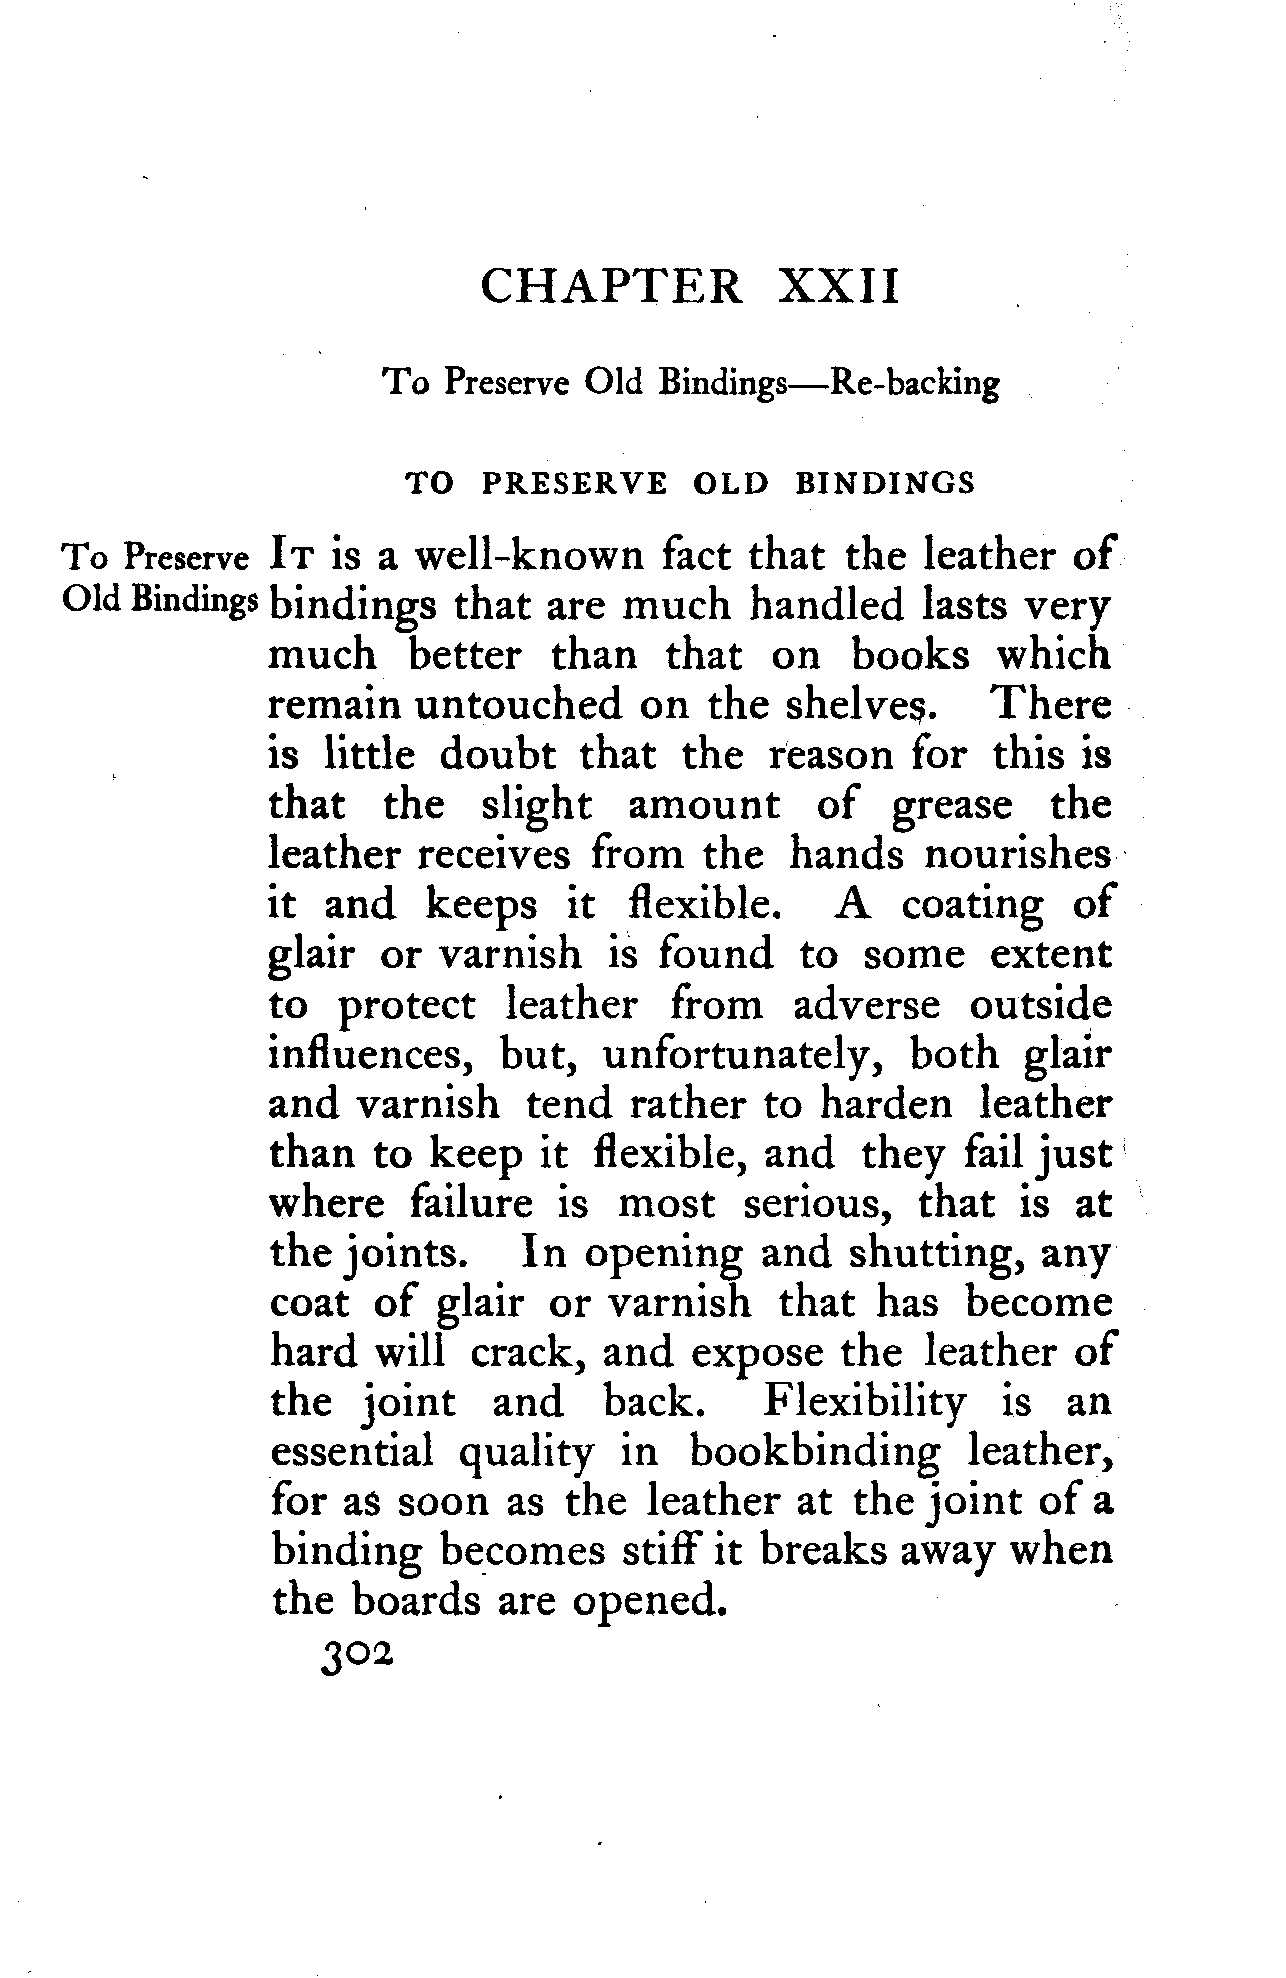 CHAPTER XXII
To Preserve Old Bindings—Re-backing
TO PRESERVE OLD BINDINGS
To Preserve
Old Bindings
IT is a well-known fact that the leather of
bindings that are much handled lasts very
much better than that on books which
remain untouched on the shelves. There
is little doubt that the reason for this is
that the slight amount of grease the
leather receives from the hands nourishes
it and keeps it flexible. A coating of
glair or varnish is found to some extent
to protect leather from adverse outside
influences, but, unfortunately, both glair
and varnish tend rather to harden leather
than to keep it flexible, and they fail just
where failure is most serious, that is at
the joints. In opening and shutting, any
coat of glair or varnish that has become
hard will crack, and expose the leather of
the joint and back. Flexibility is an
essential quality in bookbinding leather,
for as soon as the leather at the joint of a
binding becomes stiff it breaks away when
the boards are opened.
302